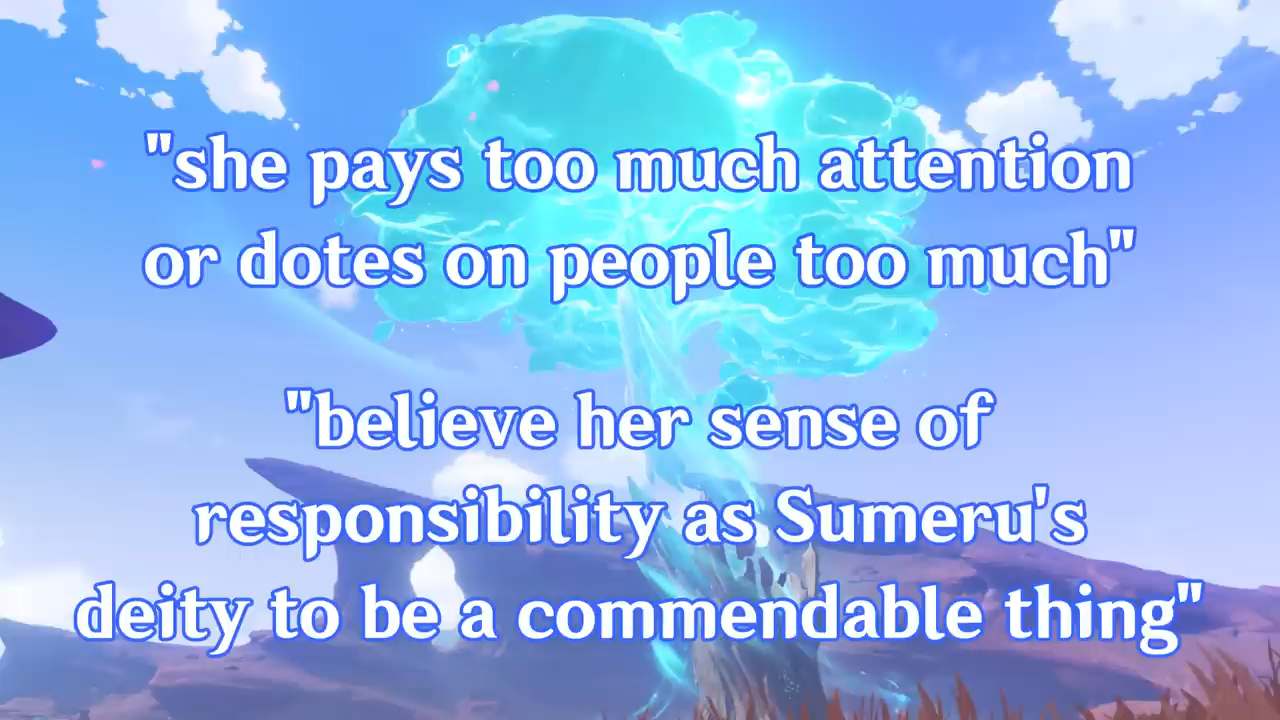 "she pays too much attention
or dotes on people too much"
"believe her sense of
responsibility as Sumeru's
deity to be a commendable thing"